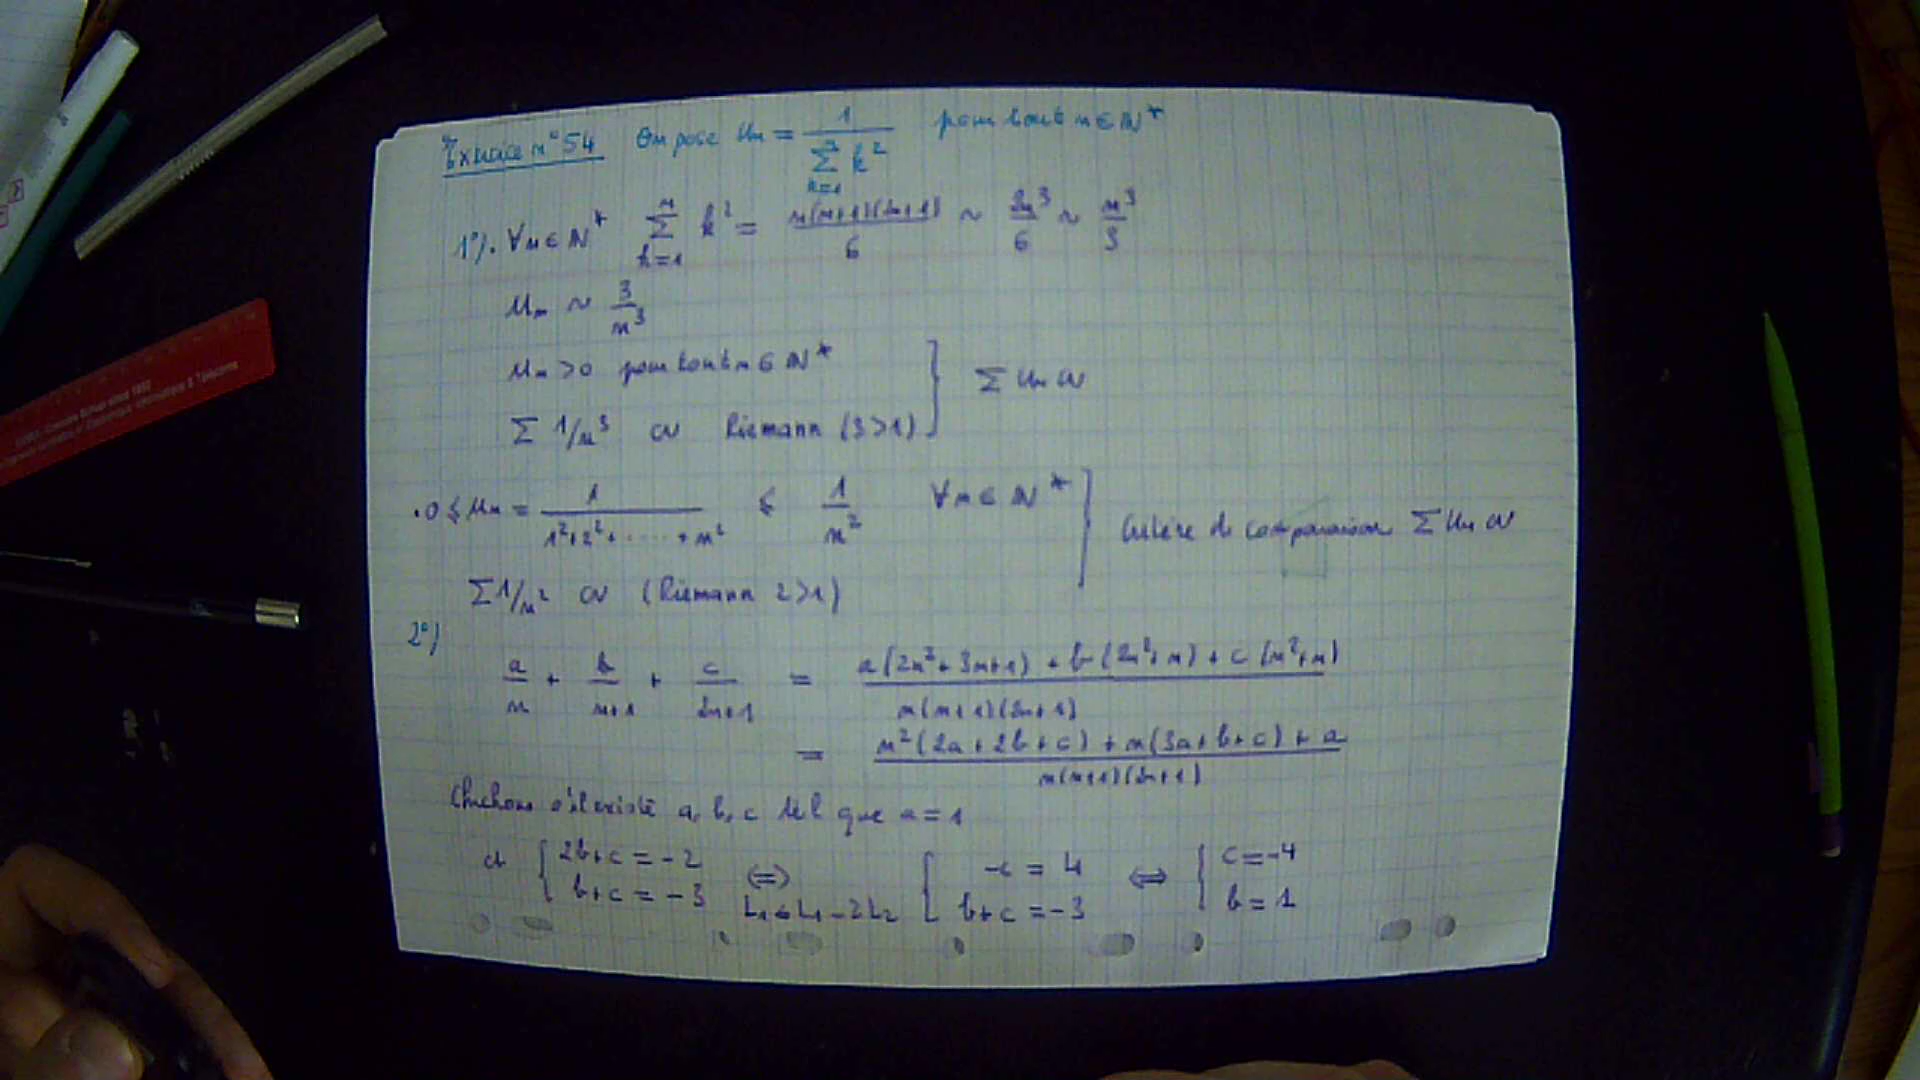 Exercice n° 54 On pose Un = 1 / ∑_{k=1}^{n} k² pour tout n ∈ N*
1°/. ∀n ∈ N* ∑_{k=1}^{n} k² = n(n+1)(2n+1) / 6 ~ 2n³ / 6 ~ n³ / 3
Un ~ 3 / n³
Un > 0 pour tout n ∈ N*
∑ Un CV
∑ 1/n³ CV Riemann (3>1)
. 0 ≤ Un = 1 / (1²+2²+.....+n²) ≤ 1 / n² ∀n ∈ N*
Critère de comparaison ∑ Un CV
∑ 1/n² CV (Riemann 2>1)
2°/
a/n + b/(n+1) + c/(2n+1) = (a(2n²+3n+1) + b(2n²+n) + c(n²+n)) / n(n+1)(2n+1)
= (n²(2a+2b+c) + n(3a+b+c) + a) / n(n+1)(2n+1)
Cherchons s'il existe a, b, c tel que a=1
et { 2b+c = -2 ⇔ { -c = 4 ⇔ { c = -4
b+c = -3 L1 ← L1 - 2L2 b+c = -3 b = 1